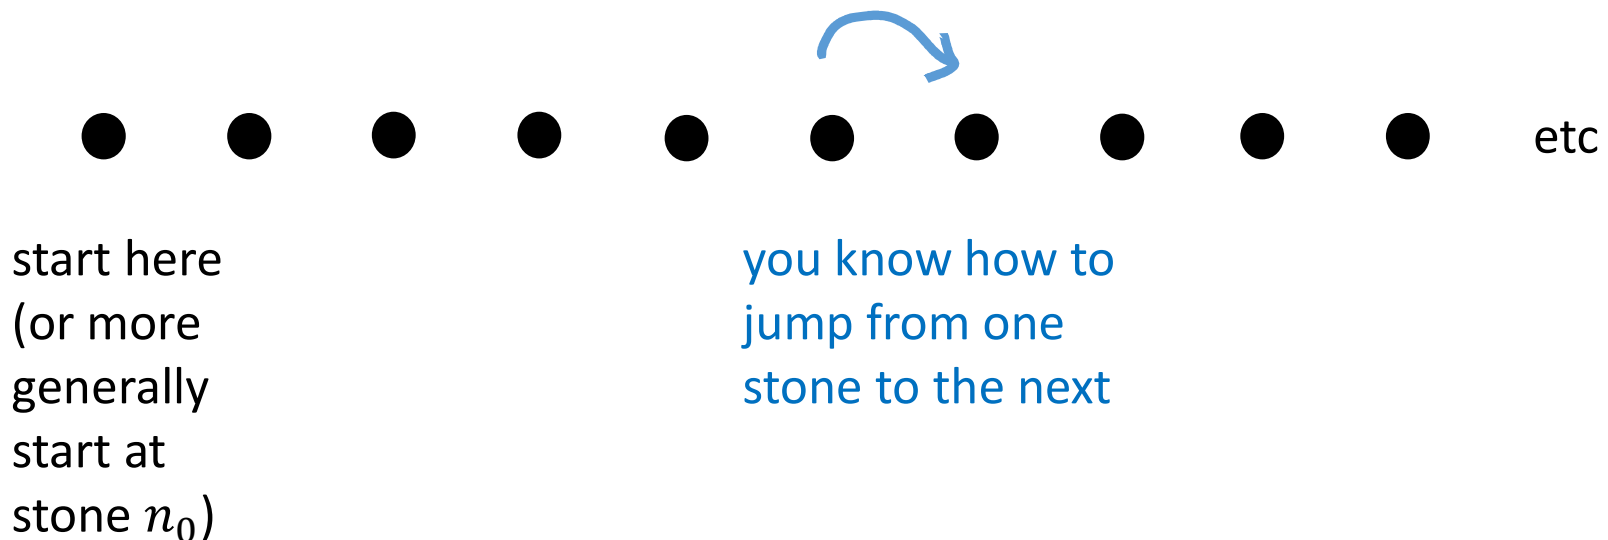 etc
start here
(or more
generally
start at
stone n₀)
you know how to
jump from one
stone to the next